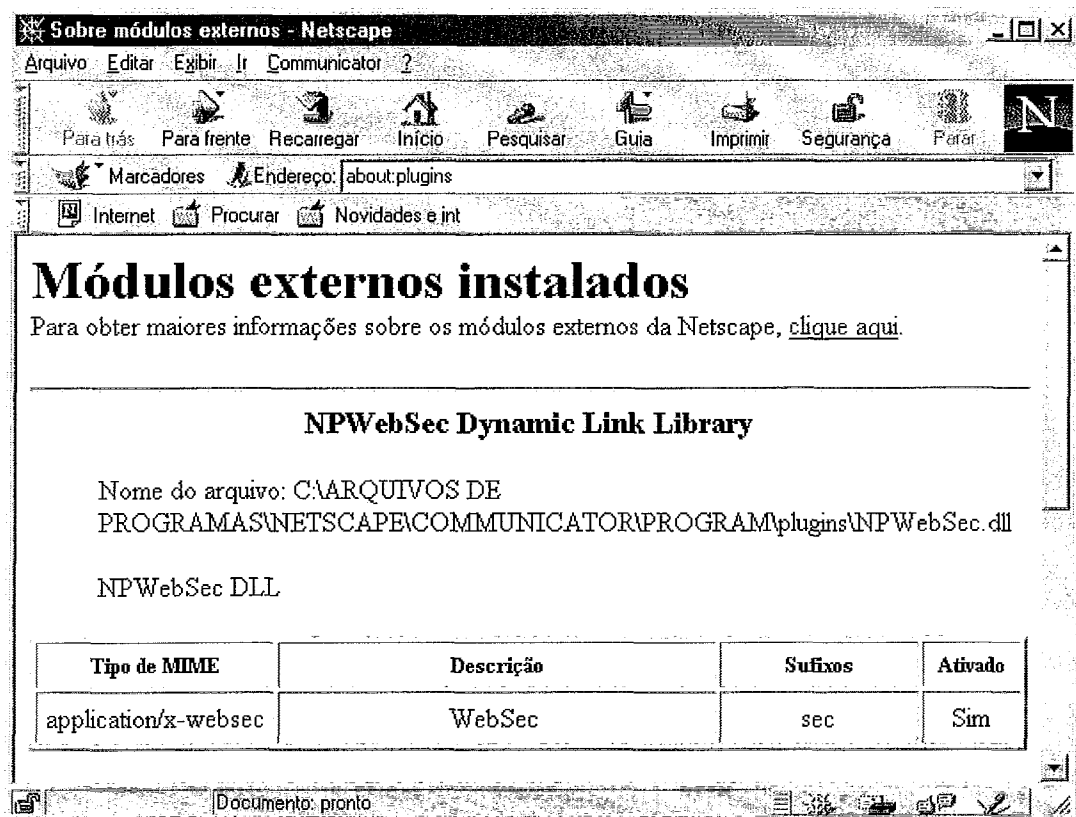 Sobre módulos externos - Netscape
Arquivo Editar Exibir Ir Communicator ?
Para trás Para frente Recarregar Início Pesquisar Guia Imprimir Segurança Parar N
Marcadores Endereço: about:plugins
Internet Procurar Novidades e int
Módulos externos instalados
Para obter maiores informações sobre os módulos externos da Netscape, clique aqui.
NPWebSec Dynamic Link Library
Nome do arquivo: C:\ARQUIVOS DE
PROGRAMAS\NETSCAPE\COMMUNICATOR\PROGRAM\plugins\NPWebSec.dll
NPWebSec DLL
Tipo de MIME Descrição Sufixos Ativado
application/x-websec WebSec sec Sim
Documento: pronto